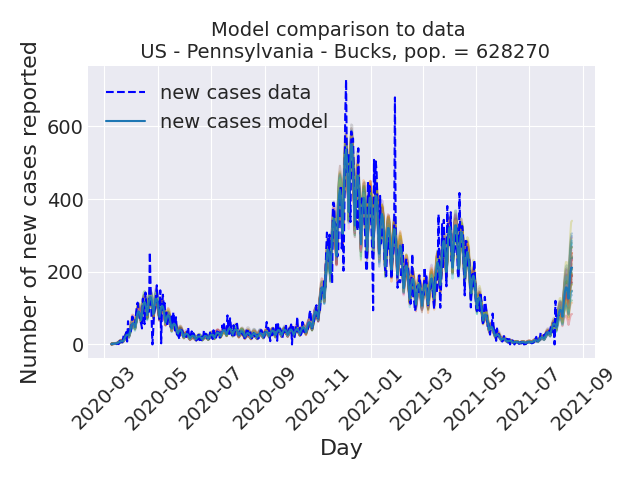 Model comparison to data
US - Pennsylvania - Bucks, pop. = 628270
Number of new cases reported
600
400
200
0
new cases data
new cases model
2020-03
2020-05
2020-07
2020-09
2020-11
2021-01
2021-03
2021-05
2021-07
2021-09
Day